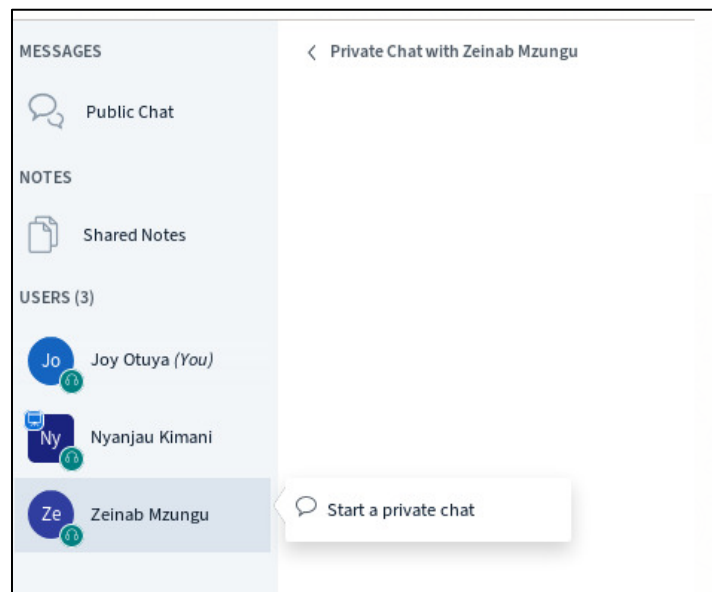 MESSAGES
Private Chat with Zeinab Mzungu
Public Chat
NOTES
Shared Notes
USERS (3)
Jo
Joy Otuya (You)
Ny
Nyanjau Kimani
Ze
Zeinab Mzungu
Start a private chat